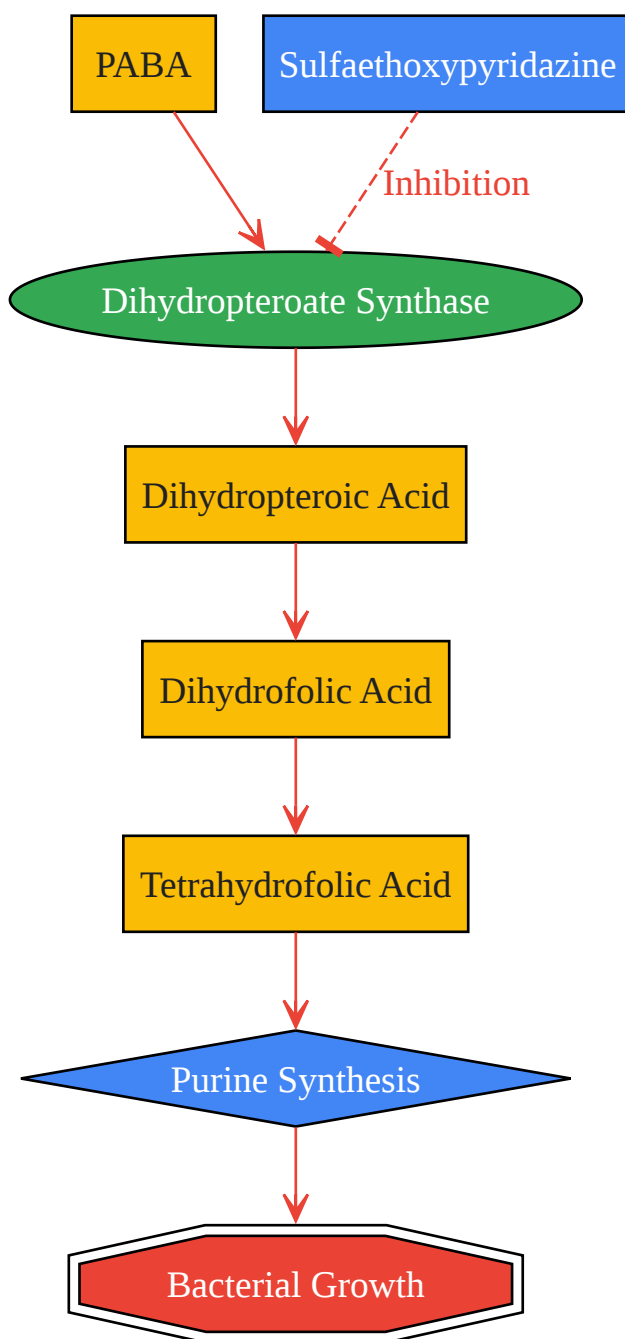 PABA
Sulfaethoxypyridazine
Inhibition
Dihydropteroate Synthase
Dihydropteroic Acid
Dihydrofolic Acid
Tetrahydrofolic Acid
Purine Synthesis
Bacterial Growth